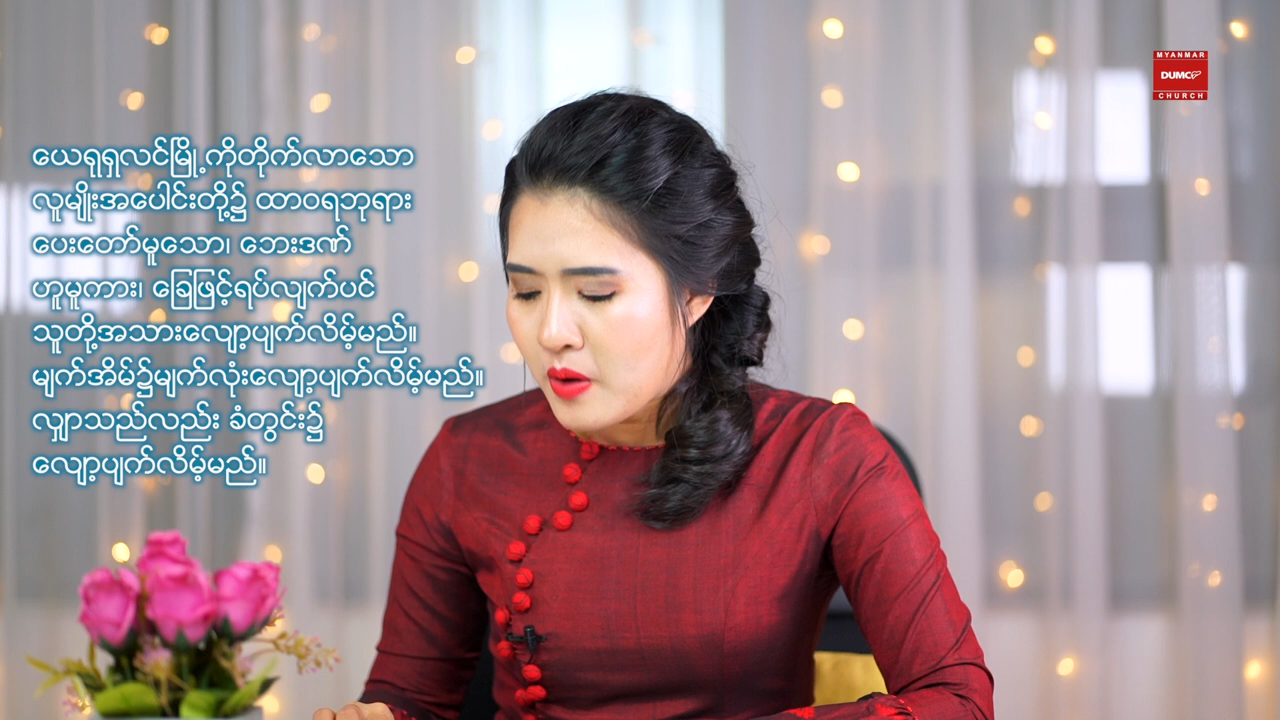 ယေရုရှလင်မြို့ကိုတိုက်လာသော
လူမျိုးအပေါင်းတို့၌ ထာဝရဘုရား
ပေးတော်မူသော၊ ဘေးဒဏ်
ဟူမူကား၊ ခြေဖြင့်ရပ်လျက်ပင်
သူတို့အသားလျော့ပျက်လိမ့်မည်။
မျက်အိမ်၌မျက်လုံးလျော့ပျက်လိမ့်မည်။
လျှာသည်လည်း ခံတွင်း၌
လျော့ပျက်လိမ့်မည်။
MYANMAR
DUMC
CHURCH